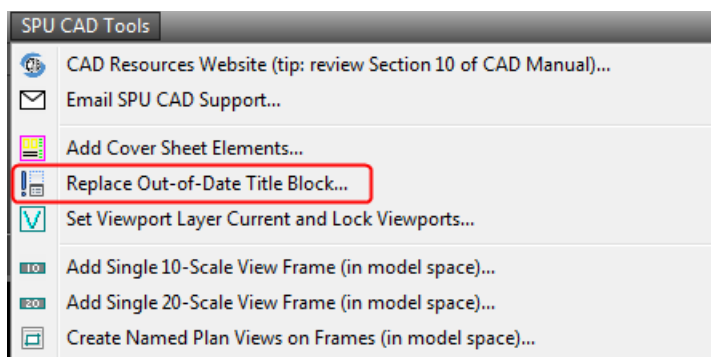 SPU CAD Tools
CAD Resources Website (tip: review Section 10 of CAD Manual)...
Email SPU CAD Support...
Add Cover Sheet Elements...
Replace Out-of-Date Title Block...
Set Viewport Layer Current and Lock Viewports...
10 Add Single 10-Scale View Frame (in model space)...
20 Add Single 20-Scale View Frame (in model space)...
Create Named Plan Views on Frames (in model space)...